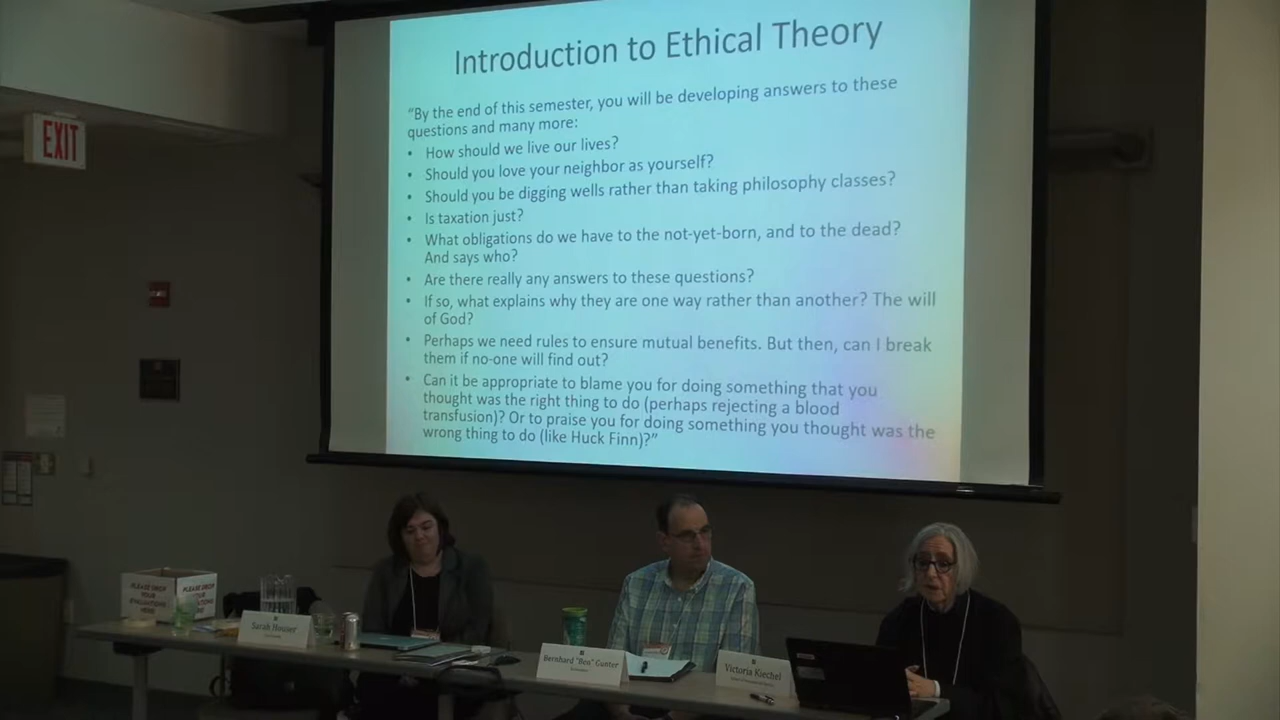 Introduction to Ethical Theory
"By the end of this semester, you will be developing answers to these
questions and many more:
• How should we live our lives?
• Should you love your neighbor as yourself?
• Should you be digging wells rather than taking philosophy classes?
• Is taxation just?
• What obligations do we have to the not-yet-born, and to the dead?
And says who?
• Are there really any answers to these questions?
• If so, what explains why they are one way rather than another? The will
of God?
• Perhaps we need rules to ensure mutual benefits. But then, can I break
them if no-one will find out?
• Can it be appropriate to blame you for doing something that you
thought was the right thing to do (perhaps rejecting a blood
transfusion)? Or to praise you for doing something you thought was the
wrong thing to do (like Huck Finn)?"
EXIT
PLEASE DROP
YOUR
EVALUATIONS
HERE
PLEASE DROP
Sarah Houser
Bernhard "Ben" Gunter
Victoria Kiechel